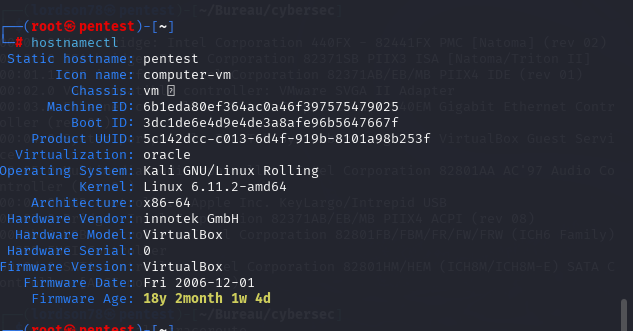 ┌──(root㉿pentest)-[~]
└─# hostnamectl
Static hostname: pentest
Icon name: computer-vm
Chassis: vm
Machine ID: 6b1eda80ef364ac0a46f397575479025
Boot ID: 3dc1de6e4d9e4de3a8afe96b5647667f
Product UUID: 5c142dcc-c013-6d4f-919b-8101a98b253f
Virtualization: oracle
Operating System: Kali GNU/Linux Rolling
Kernel: Linux 6.11.2-amd64
Architecture: x86-64
Hardware Vendor: innotek GmbH
Hardware Model: VirtualBox
Hardware Serial: 0
Firmware Version: VirtualBox
Firmware Date: Fri 2006-12-01
Firmware Age: 18y 2month 1w 4d
┌──(root㉿pentest)-[~]